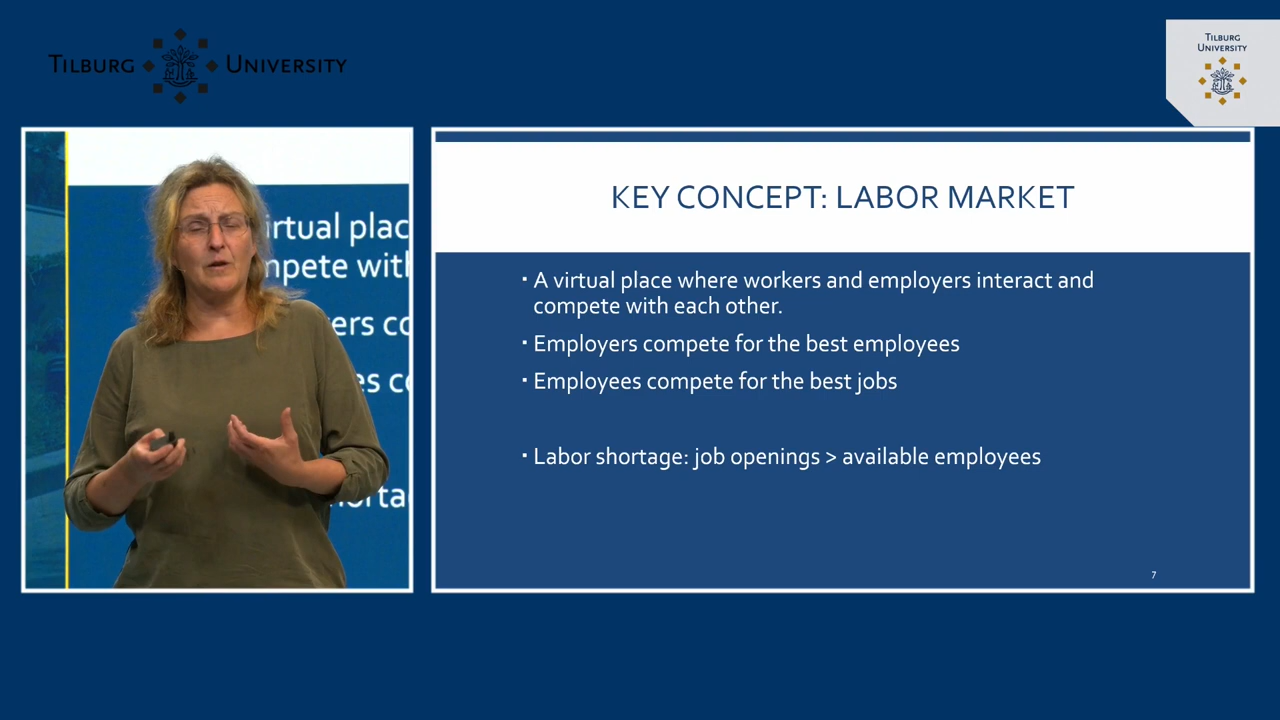 TILBURG UNIVERSITY
TILBURG
UNIVERSITY
irtual plac
mpete with
ers co
es co
orta
KEY CONCEPT: LABOR MARKET
▪ A virtual place where workers and employers interact and
compete with each other.
▪ Employers compete for the best employees
▪ Employees compete for the best jobs
▪ Labor shortage: job openings > available employees
7